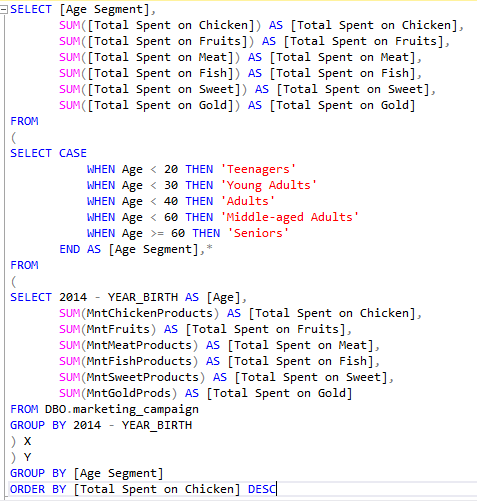 SELECT [Age Segment],
SUM([Total Spent on Chicken]) AS [Total Spent on Chicken],
SUM([Total Spent on Fruits]) AS [Total Spent on Fruits],
SUM([Total Spent on Meat]) AS [Total Spent on Meat],
SUM([Total Spent on Fish]) AS [Total Spent on Fish],
SUM([Total Spent on Sweet]) AS [Total Spent on Sweet],
SUM([Total Spent on Gold]) AS [Total Spent on Gold]
FROM
(
SELECT CASE
WHEN Age < 20 THEN 'Teenagers'
WHEN Age < 30 THEN 'Young Adults'
WHEN Age < 40 THEN 'Adults'
WHEN Age < 60 THEN 'Middle-aged Adults'
WHEN Age >= 60 THEN 'Seniors'
END AS [Age Segment],*
FROM
(
SELECT 2014 - YEAR_BIRTH AS [Age],
SUM(MntChickenProducts) AS [Total Spent on Chicken],
SUM(MntFruits) AS [Total Spent on Fruits],
SUM(MntMeatProducts) AS [Total Spent on Meat],
SUM(MntFishProducts) AS [Total Spent on Fish],
SUM(MntSweetProducts) AS [Total Spent on Sweet],
SUM(MntGoldProds) AS [Total Spent on Gold]
FROM DBO.marketing_campaign
GROUP BY 2014 - YEAR_BIRTH
) X
) Y
GROUP BY [Age Segment]
ORDER BY [Total Spent on Chicken] DESC